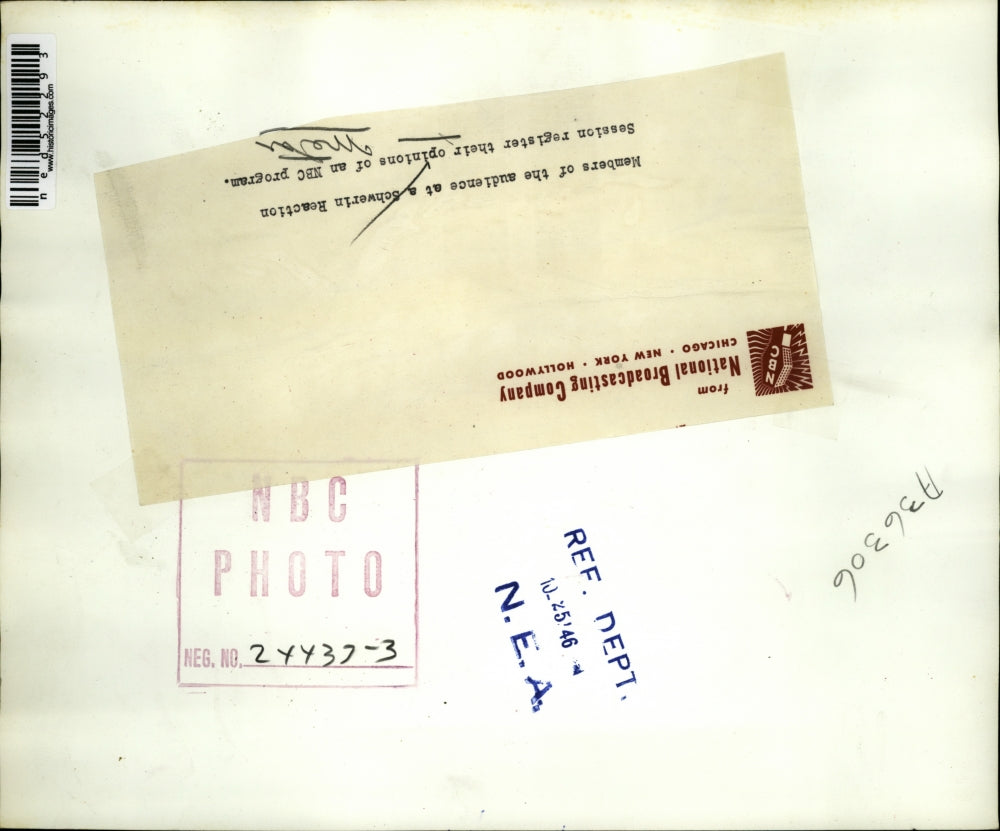 ned52293
www.historicimages.com
NBC
from
National Broadcasting Company
CHICAGO · NEW YORK · HOLLYWOOD
Members of the audience at a Schwerin Reaction
Session register their opinions of an NBC program.
NBC
PHOTO
NEG. NO. 24437-3
REF. DEPT.
10-25'46
N.E.A.
A36306